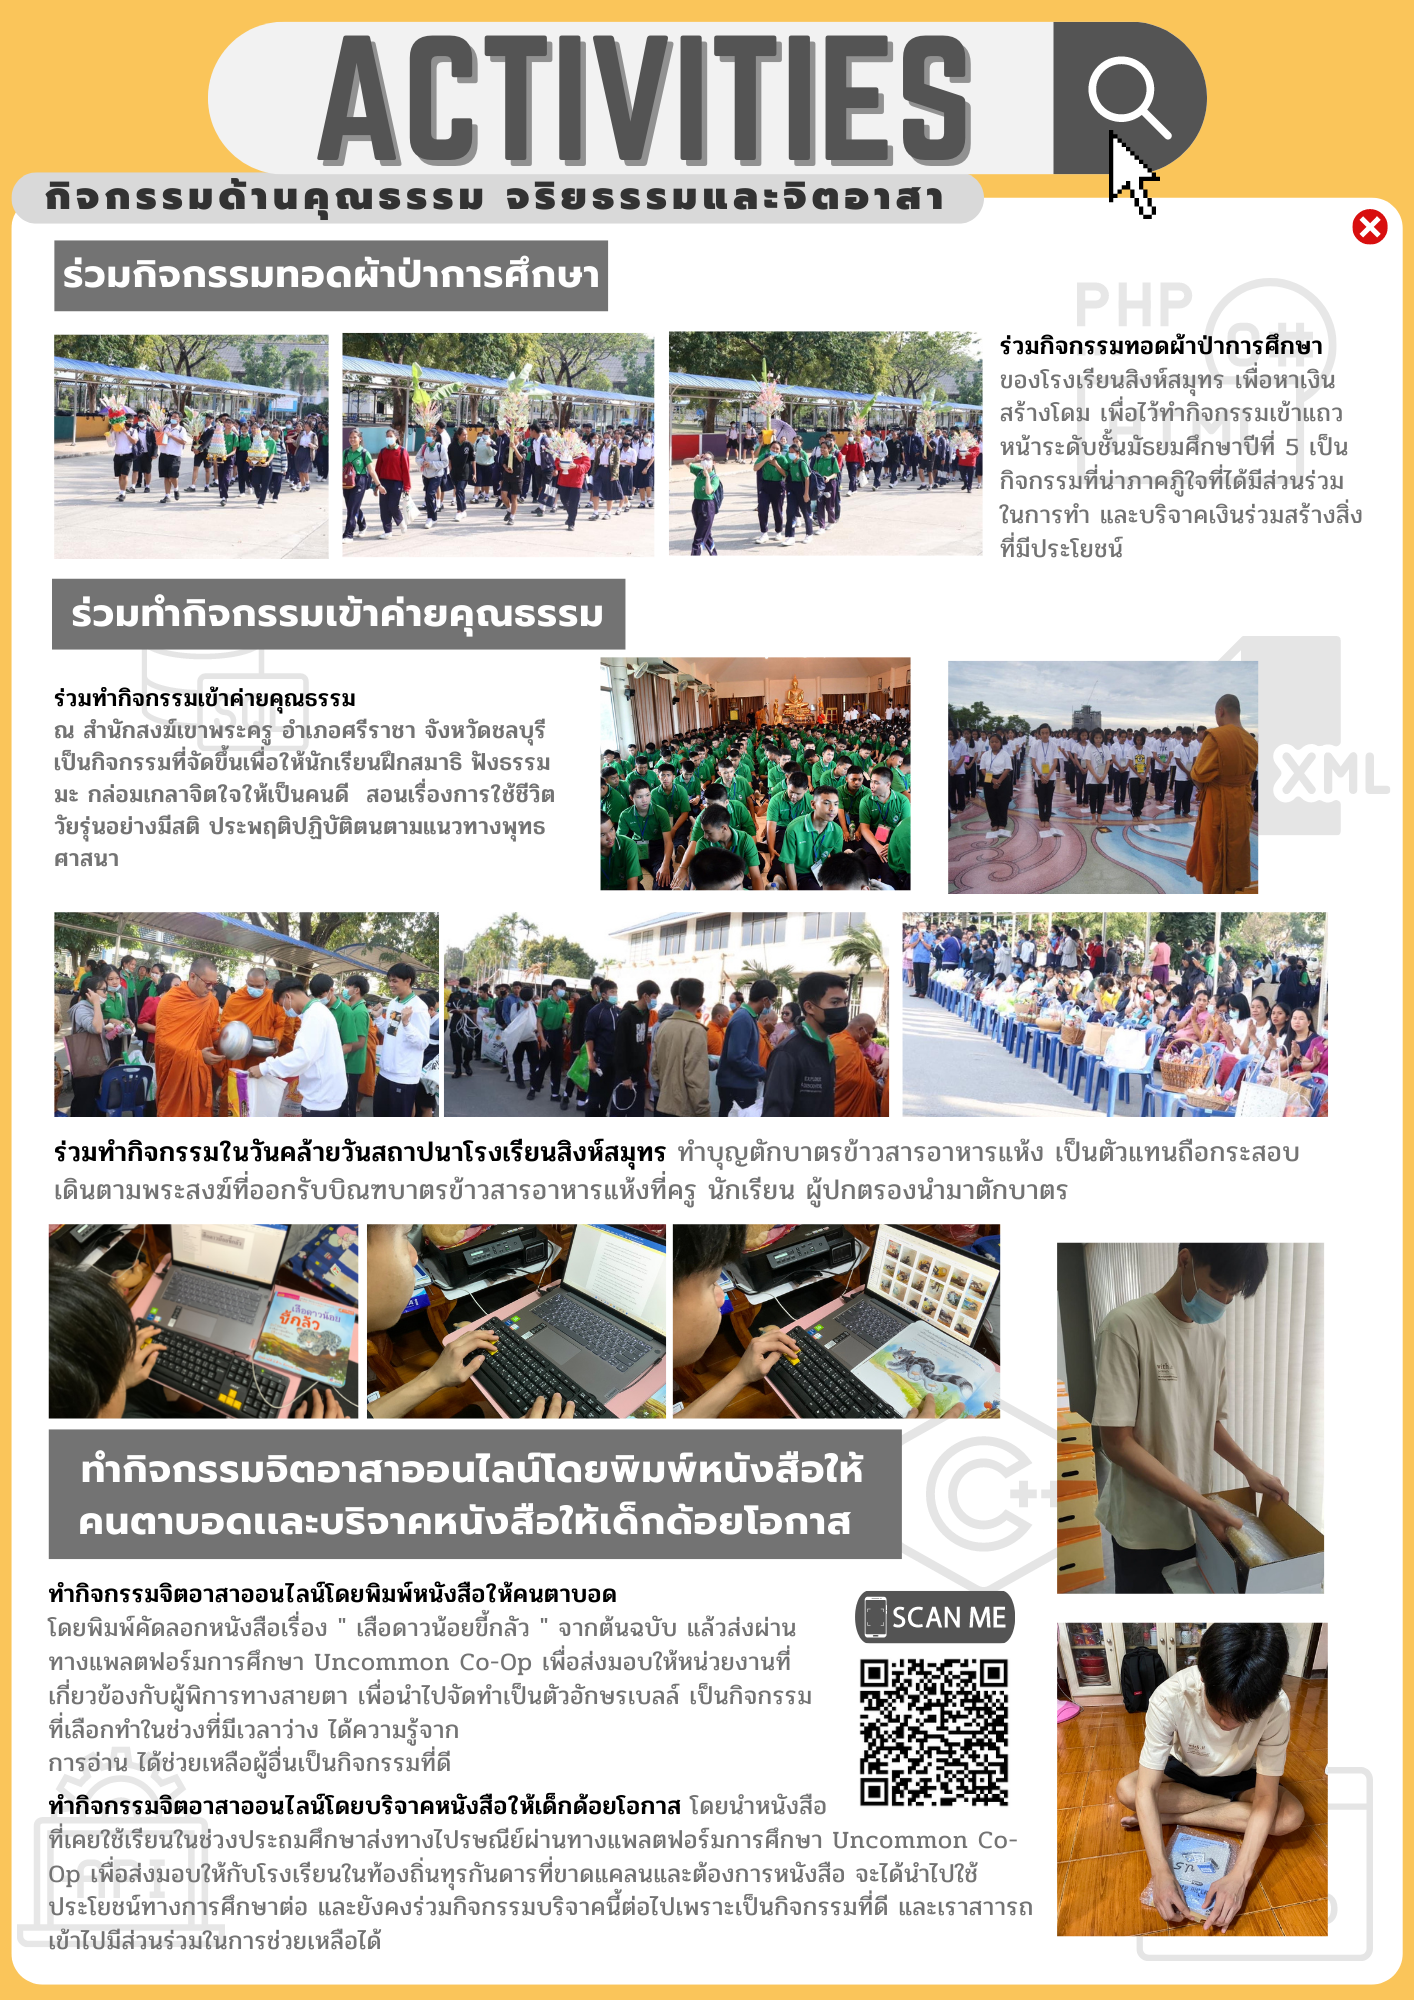 ACTIVITIES
กิจกรรมด้านคุณธรรม จริยธรรมและจิตอาสา
ร่วมกิจกรรมทอดผ้าป่าการศึกษา
PHP
C#
HTML
ร่วมกิจกรรมทอดผ้าป่าการศึกษา
ของโรงเรียนสิงห์สมุทร เพื่อหาเงิน
สร้างโดม เพื่อไว้ทำกิจกรรมเข้าแถว
หน้าระดับชั้นมัธยมศึกษาปีที่ 5 เป็น
กิจกรรมที่น่าภาคภูิใจที่ได้มีส่วนร่วม
ในการทำ และบริจาคเงินร่วมสร้างสิ่ง
ที่มีประโยชน์
ร่วมทำกิจกรรมเข้าค่ายคุณธรรม
SQL
ร่วมทำกิจกรรมเข้าค่ายคุณธรรม
ณ สำนักสงฆ์เขาพระครู อำเภอศรีราชา จังหวัดชลบุรี
เป็นกิจกรรมที่จัดขึ้นเพื่อให้นักเรียนฝึกสมาธิ ฟังธรรม
มะ กล่อมเกลาจิตใจให้เป็นคนดี  สอนเรื่องการใช้ชีวิต
วัยรุ่นอย่างมีสติ ประพฤติปฏิบัติตนตามแนวทางพุทธ
ศาสนา
XML
ร่วมทำกิจกรรมในวันคล้ายวันสถาปนาโรงเรียนสิงห์สมุทร ทำบุญตักบาตรข้าวสารอาหารแห้ง เป็นตัวแทนถือกระสอบ
เดินตามพระสงฆ์ที่ออกรับบิณฑบาตรข้าวสารอาหารแห้งที่ครู นักเรียน ผู้ปกตรองนำมาตักบาตร
เสือดาวน้อย
ขี้กลัว
C++
ทำกิจกรรมจิตอาสาออนไลน์โดยพิมพ์หนังสือให้
คนตาบอดและบริจาคหนังสือให้เด็กด้อยโอกาส
ทำกิจกรรมจิตอาสาออนไลน์โดยพิมพ์หนังสือให้คนตาบอด
โดยพิมพ์คัดลอกหนังสือเรื่อง " เสือดาวน้อยขี้กลัว " จากต้นฉบับ แล้วส่งผ่าน
ทางแพลตฟอร์มการศึกษา Uncommon Co-Op เพื่อส่งมอบให้หน่วยงานที่
เกี่ยวข้องกับผู้พิการทางสายตา เพื่อนำไปจัดทำเป็นตัวอักษรเบลล์ เป็นกิจกรรม
ที่เลือกทำในช่วงที่มีเวลาว่าง ได้ความรู้จาก
การอ่าน ได้ช่วยเหลือผู้อื่นเป็นกิจกรรมที่ดี
SCAN ME
ทำกิจกรรมจิตอาสาออนไลน์โดยบริจาคหนังสือให้เด็กด้อยโอกาส โดยนำหนังสือ
ที่เคยใช้เรียนในช่วงประถมศึกษาส่งทางไปรษณีย์ผ่านทางแพลตฟอร์มการศึกษา Uncommon Co-
Op เพื่อส่งมอบให้กับโรงเรียนในท้องถิ่นทุรกันดารที่ขาดแคลนและต้องการหนังสือ จะได้นำไปใช้
ประโยชน์ทางการศึกษาต่อ และยังคงร่วมกิจกรรมบริจาคนี้ต่อไปเพราะเป็นกิจกรรมที่ดี และเราสาารถ
เข้าไปมีส่วนร่วมในการช่วยเหลือได้
API